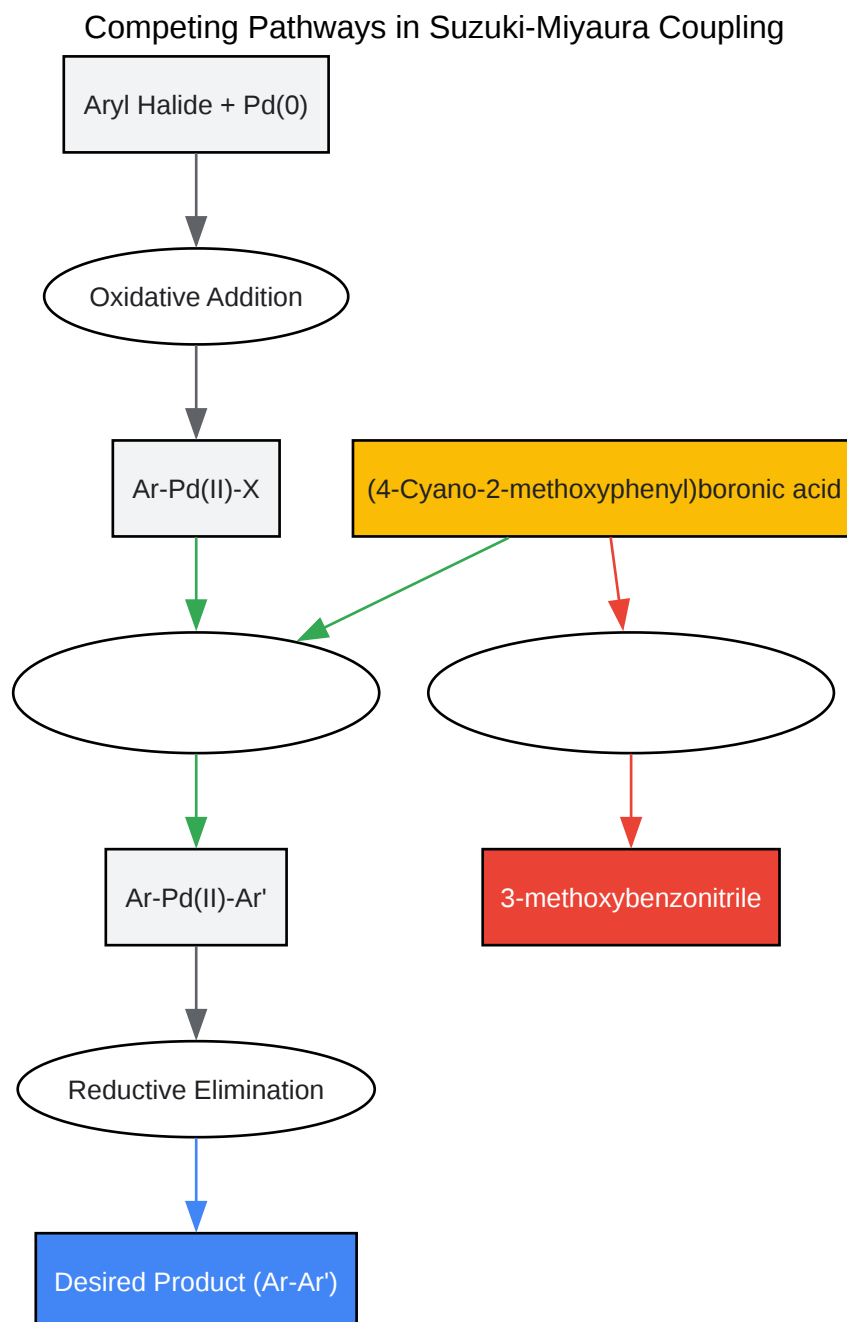 Competing Pathways in Suzuki-Miyaura Coupling
Aryl Halide + Pd(0)
Oxidative Addition
Ar-Pd(II)-X
(4-Cyano-2-methoxyphenyl)boronic acid
Ar-Pd(II)-Ar'
3-methoxybenzonitrile
Reductive Elimination
Desired Product (Ar-Ar')